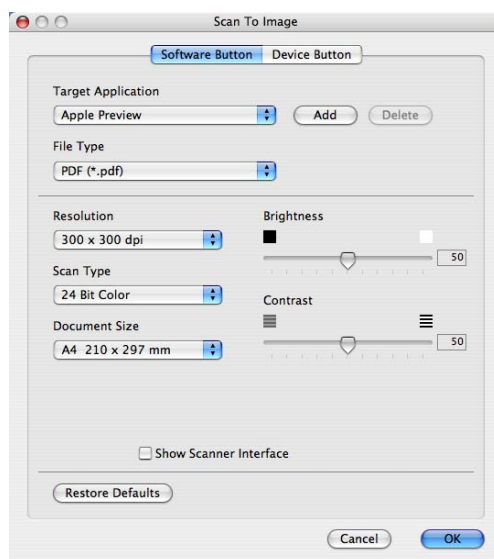 Scan To Image
Software Button Device Button
Target Application
Apple Preview Add Delete
File Type
PDF (*.pdf)
Resolution Brightness
300 x 300 dpi 50
Scan Type
24 Bit Color Contrast
Document Size 50
A4 210 x 297 mm
Show Scanner Interface
Restore Defaults
Cancel OK